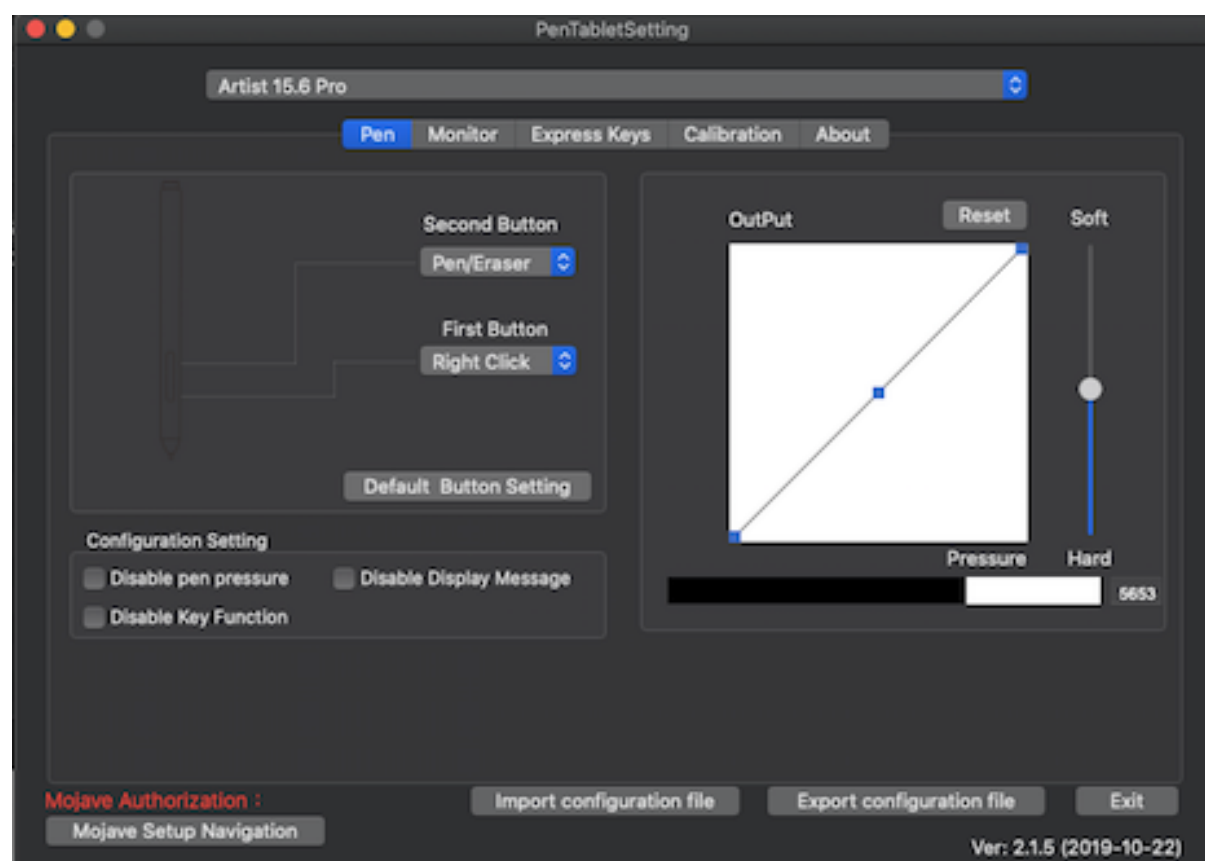 PenTabletSetting
Artist 15.6 Pro
Pen Monitor Express Keys Calibration About
Second Button
Pen/Eraser
First Button
Right Click
Default Button Setting
OutPut
Reset
Soft
Pressure
Hard
5653
Configuration Setting
Disable pen pressure
Disable Display Message
Disable Key Function
Mojave Authorization :
Mojave Setup Navigation
Import configuration file
Export configuration file
Exit
Ver: 2.1.5 (2019-10-22)